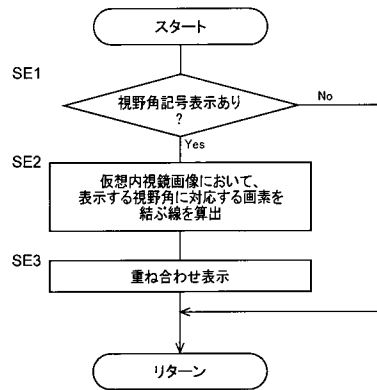 スタート
SE1
視野角記号表示あり
?
No
Yes
SE2
仮想内視鏡画像において、
表示する視野角に対応する画素を
結ぶ線を算出
SE3
重ね合わせ表示
リターン